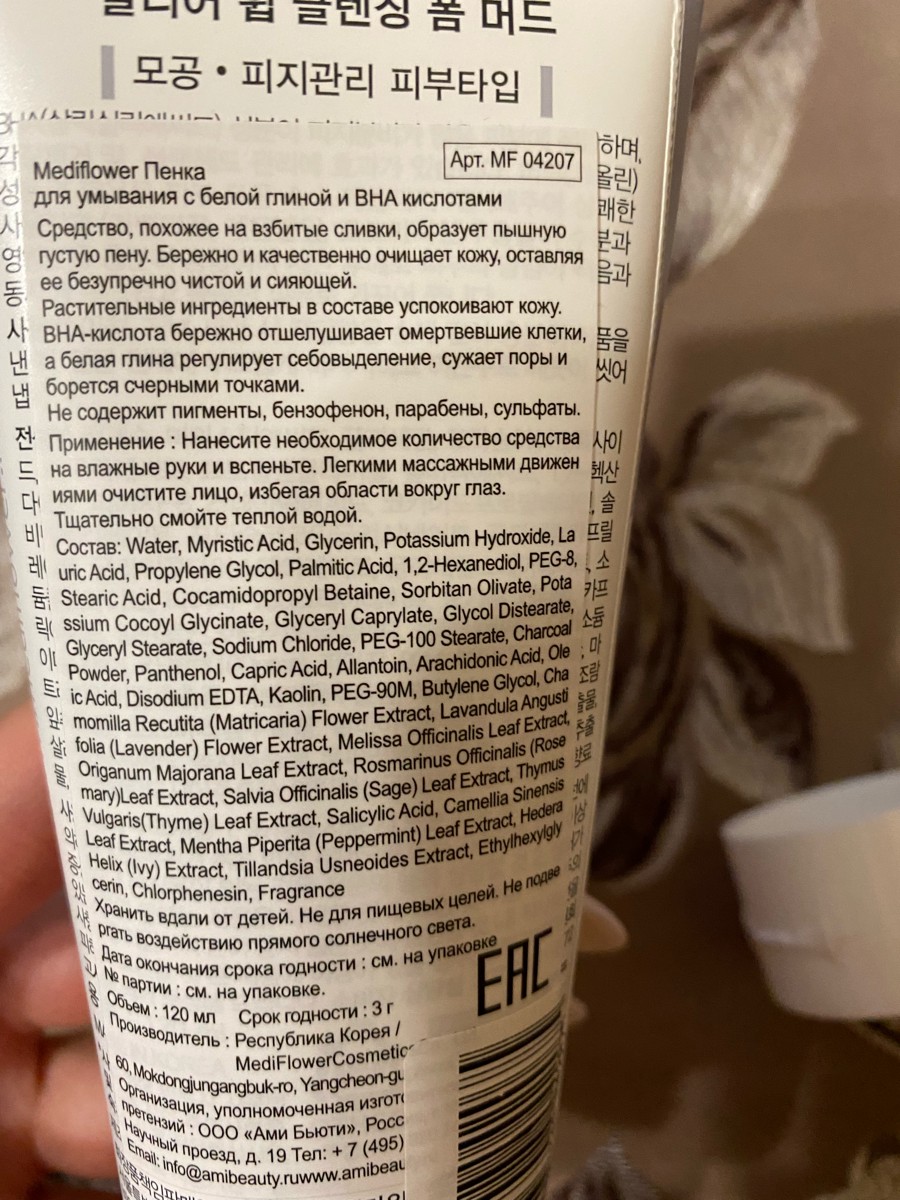 폼 머드
모공 • 피지관리 피부타입
Mediflower Пенка
Арт. MF 04207
для умывания с белой глиной и BHA кислотами
Средство, похожее на взбитые сливки, образует пышную
густую пену. Бережно и качественно очищает кожу, оставляя
ее безупречно чистой и сияющей.
Растительные ингредиенты в составе успокоивают кожу.
BHA-кислота бережно отшелушивает омертвевшие клетки,
а белая глина регулирует себовыделение, сужает поры и
борется счерными точками.
Не содержит пигменты, бензофенон, парабены, сульфаты.
Применение : Нанесите необходимое количество средства
на влажные руки и вспеньте. Легкими массажными движен
иями очистите лицо, избегая области вокруг глаз.
Тщательно смойте теплой водой.
Состав: Water, Myristic Acid, Glycerin, Potassium Hydroxide, La
uric Acid, Propylene Glycol, Palmitic Acid, 1,2-Hexanediol, PEG-8,
Stearic Acid, Cocamidopropyl Betaine, Sorbitan Olivate, Pota
ssium Cocoyl Glycinate, Glyceryl Caprylate, Glycol Distearate,
Glyceryl Stearate, Sodium Chloride, PEG-100 Stearate, Charcoal
Powder, Panthenol, Capric Acid, Allantoin, Arachidonic Acid, Ole
ic Acid, Disodium EDTA, Kaolin, PEG-90M, Butylene Glycol, Cha
momilla Recutita (Matricaria) Flower Extract, Lavandula Angusti
folia (Lavender) Flower Extract, Melissa Officinalis Leaf Extract,
Origanum Majorana Leaf Extract, Rosmarinus Officinalis (Rose
mary)Leaf Extract, Salvia Officinalis (Sage) Leaf Extract, Thymus
Vulgaris(Thyme) Leaf Extract, Salicylic Acid, Camellia Sinensis
Leaf Extract, Mentha Piperita (Peppermint) Leaf Extract, Hedera
Helix (Ivy) Extract, Tillandsia Usneoides Extract, Ethylhexylgly
cerin, Chlorphenesin, Fragrance
Хранить вдали от детей. Не для пищевых целей. Не подве
ргать воздействию прямого солнечного света.
Дата окончания срока годности : см. на упаковке
№ партии : см. на упаковке.
EAC
Объем : 120 мл Срок годности : 3 г
Производитель : Республика Корея /
MediFlowerCosmetic
60, Mokdongjungangbuk-ro, Yangcheon-gu
Организация, уполномоченная изгото
претензий : ООО «Ами Бьюти», Росс
Научный проезд, д. 19 Тел: + 7 (495)
Email: info@amibeauty.ruwww.amibeau